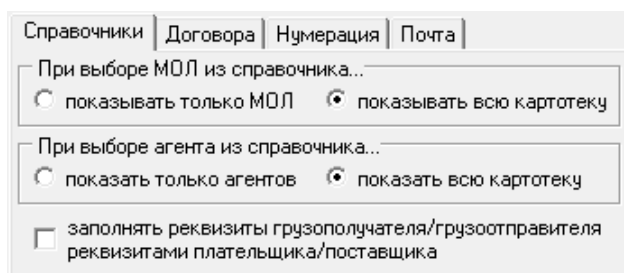 Справочники Договора Нумерация Почта
При выборе МОЛ из справочника...
показывать только МОЛ показывать всю картотеку
При выборе агента из справочника...
показать только агентов показать всю картотеку
заполнять реквизиты грузополучателя/грузоотправителя
реквизитами плательщика/поставщика